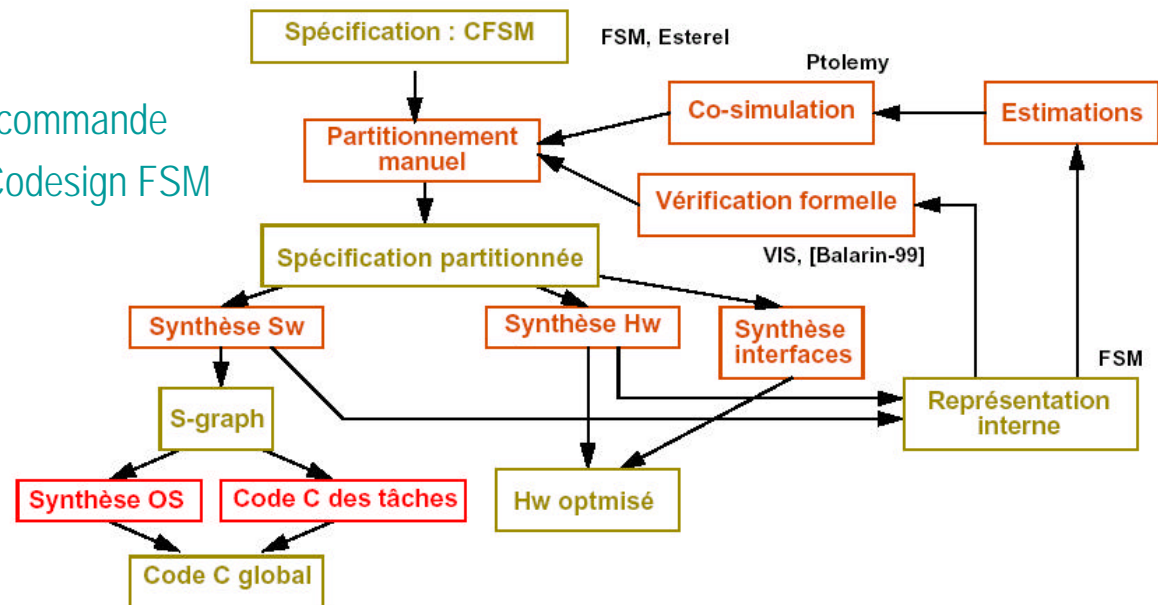 Spécification : CFSM
FSM, Esterel
Ptolemy
commande
Codesign FSM
Co-simulation
Estimations
Partitionnement
manuel
Vérification formelle
VIS, [Balarin-99]
Spécification partitionnée
Synthèse Sw
Synthèse Hw
Synthèse
interfaces
FSM
S-graph
Représentation
interne
Synthèse OS
Code C des tâches
Hw optmisé
Code C global